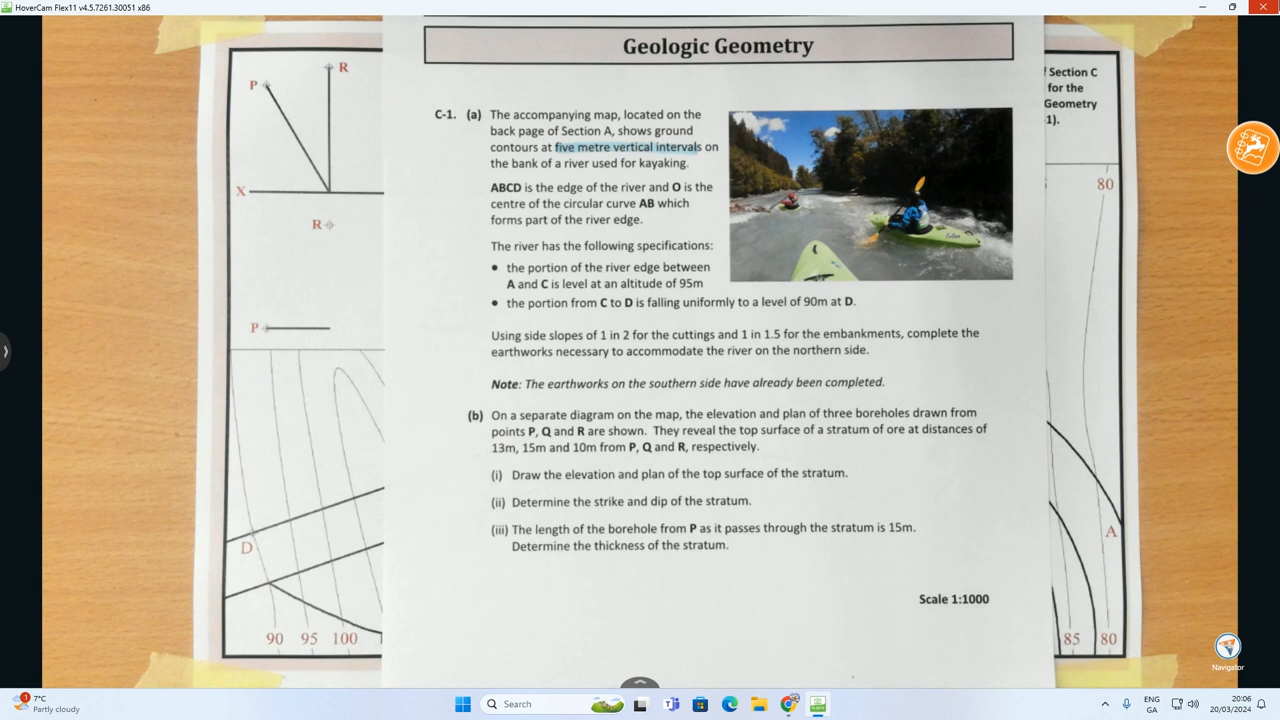 HoverCam Flex11 v4.5.7261.30051 x86
Geologic Geometry
C-1. (a) The accompanying map, located on the
back page of Section A, shows ground
contours at five metre vertical intervals on
the bank of a river used for kayaking.
ABCD is the edge of the river and O is the
centre of the circular curve AB which
forms part of the river edge.
The river has the following specifications:
• the portion of the river edge between
A and C is level at an altitude of 95m
• the portion from C to D is falling uniformly to a level of 90m at D.
Using side slopes of 1 in 2 for the cuttings and 1 in 1.5 for the embankments, complete the
earthworks necessary to accommodate the river on the northern side.
Note: The earthworks on the southern side have already been completed.
(b) On a separate diagram on the map, the elevation and plan of three boreholes drawn from
points P, Q and R are shown. They reveal the top surface of a stratum of ore at distances of
13m, 15m and 10m from P, Q and R, respectively.
(i) Draw the elevation and plan of the top surface of the stratum.
(ii) Determine the strike and dip of the stratum.
(iii) The length of the borehole from P as it passes through the stratum is 15m.
Determine the thickness of the stratum.
Scale 1:1000
P
R
X
R
P
D
90 95 100
Section C
for the
Geometry
1).
80
A
85 80
Navigator
1
7°C
Partly cloudy
Search
ENG
GA
20:06
20/03/2024